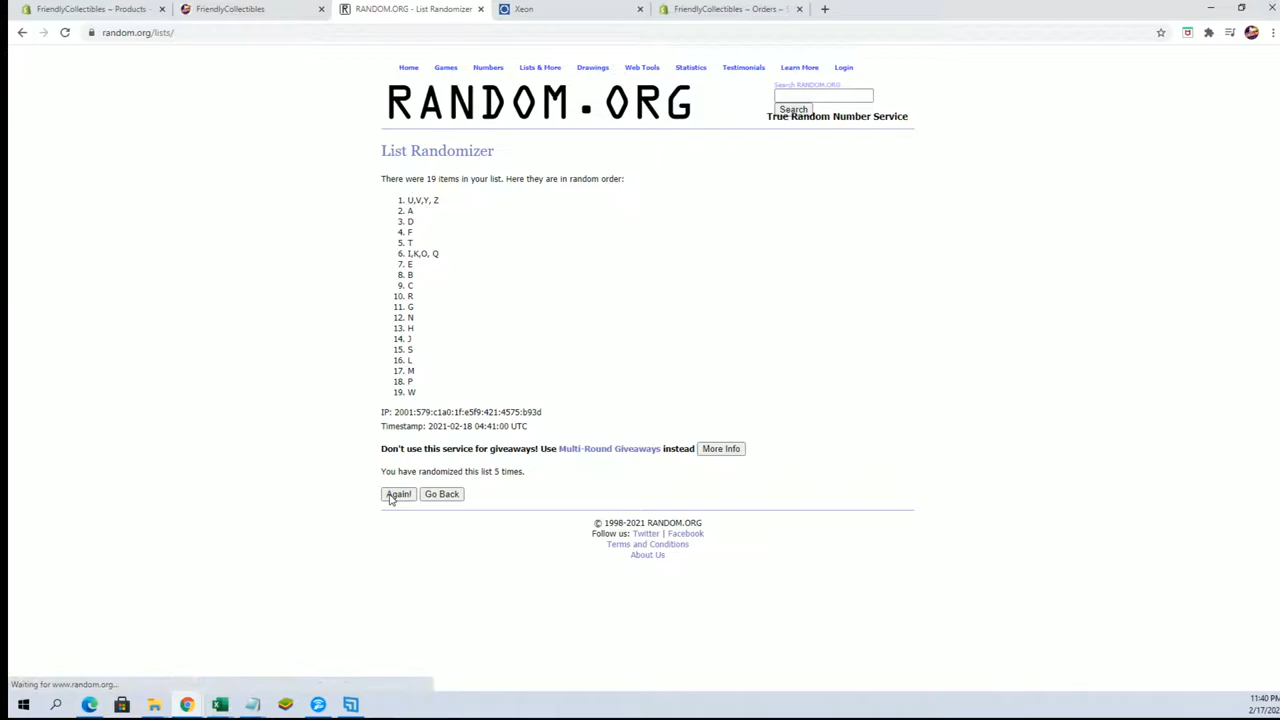 FriendlyCollectibles ~ Products ~
FriendlyCollectibles
RANDOM.ORG - List Randomizer
Xeon
FriendlyCollectibles ~ Orders ~ S
random.org/lists/
Home Games Numbers Lists & More Drawings Web Tools Statistics Testimonials Learn More Login
RANDOM.ORG
Search RANDOM.ORG
Search
True Random Number Service
List Randomizer
There were 19 items in your list. Here they are in random order:
1. U,V,Y, Z
2. A
3. D
4. F
5. T
6. I,K,O, Q
7. E
8. B
9. C
10. R
11. G
12. N
13. H
14. J
15. S
16. L
17. M
18. P
19. W
IP: 2001:579:c1a0:1f:e5f9:421:4575:b93d
Timestamp: 2021-02-18 04:41:00 UTC
Don't use this service for giveaways! Use Multi-Round Giveaways instead More Info
You have randomized this list 5 times.
Again! Go Back
© 1998-2021 RANDOM.ORG
Follow us: Twitter | Facebook
Terms and Conditions
About Us
Waiting for www.random.org...
11:40 PM
2/17/202